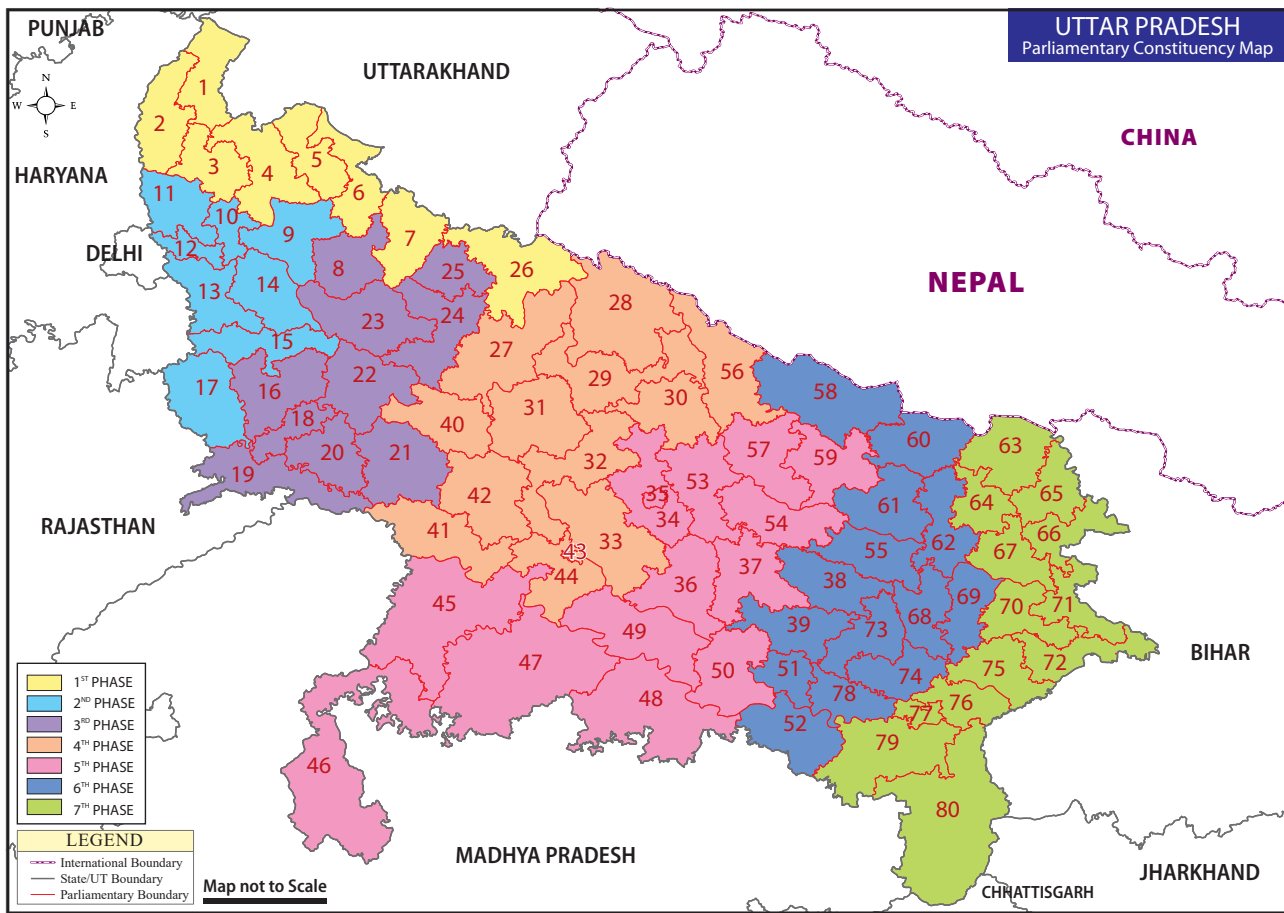 UTTAR PRADESH
Parliamentary Constituency Map
PUNJAB
UTTARAKHAND
N
W E
S
CHINA
HARYANA
DELHI
NEPAL
RAJASTHAN
BIHAR
MADHYA PRADESH
JHARKHAND
CHHATTISGARH
1
2
3
4
5
6
7
11
10
9
12
8
25
26
13
14
23
24
28
15
27
17
16
22
29
56
18
31
30
58
40
19
20
21
32
60
57
59
63
42
35
53
61
64
65
41
34
54
33
43
55
62
67
66
44
36
37
38
45
69
70
71
49
39
73
68
47
50
51
74
75
72
48
78
76
52
77
79
46
80
1ST PHASE
2ND PHASE
3RD PHASE
4TH PHASE
5TH PHASE
6TH PHASE
7TH PHASE
LEGEND
International Boundary
State/UT Boundary
Parliamentary Boundary
Map not to Scale